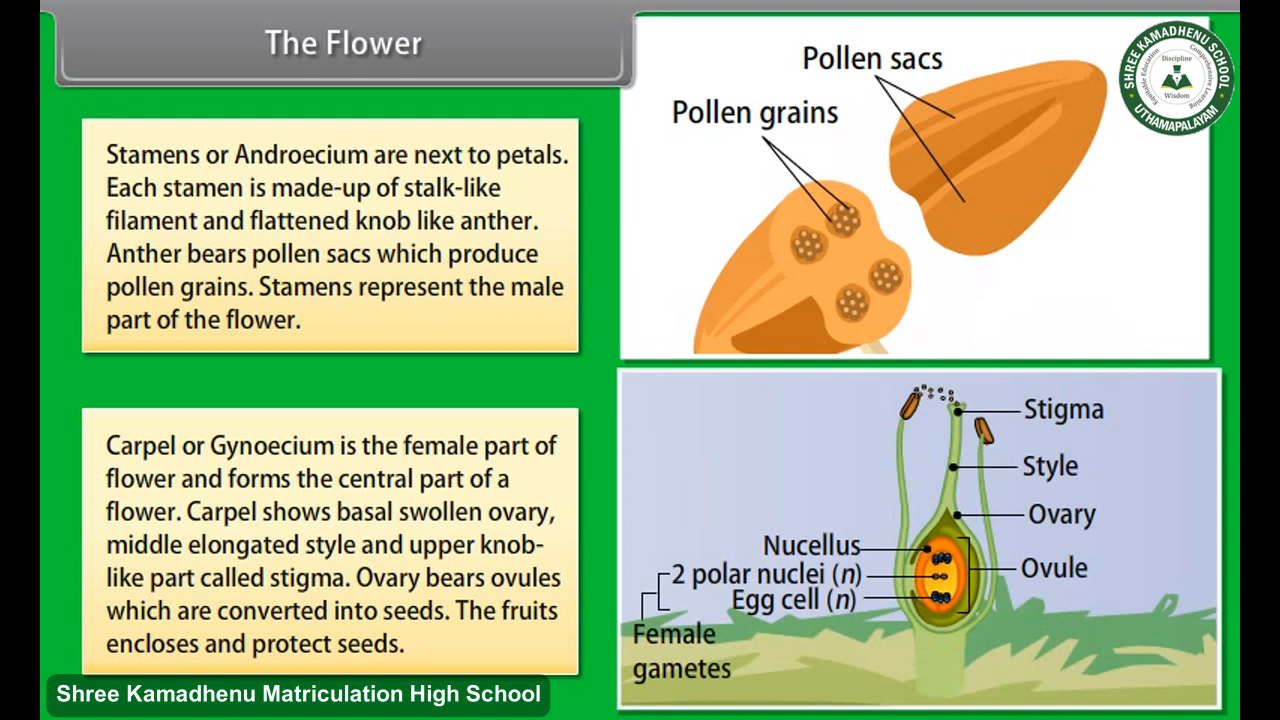 The Flower
Stamens or Androecium are next to petals.
Each stamen is made-up of stalk-like
filament and flattened knob like anther.
Anther bears pollen sacs which produce
pollen grains. Stamens represent the male
part of the flower.
Pollen sacs
Pollen grains
SHREE KAMADHENU SCHOOL
Discipline
Equitable Education
Comprehensive Learning
Wisdom
UTHAMAPALAYAM
Carpel or Gynoecium is the female part of
flower and forms the central part of a
flower. Carpel shows basal swollen ovary,
middle elongated style and upper knob-
like part called stigma. Ovary bears ovules
which are converted into seeds. The fruits
encloses and protect seeds.
Stigma
Style
Ovary
Nucellus
Ovule
2 polar nuclei (n)
Egg cell (n)
Female
gametes
Shree Kamadhenu Matriculation High School